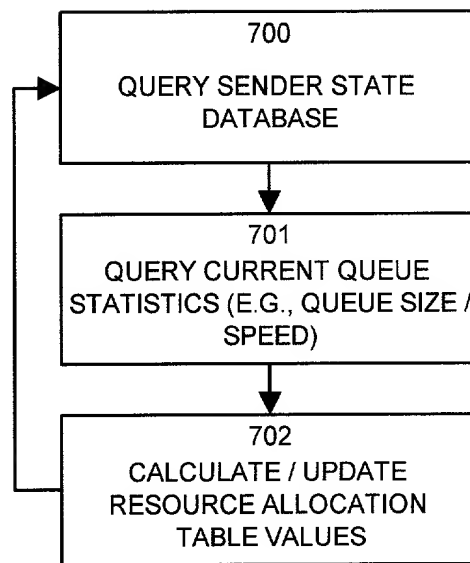 700
QUERY SENDER STATE
DATABASE
701
QUERY CURRENT QUEUE
STATISTICS (E.G., QUEUE SIZE /
SPEED)
702
CALCULATE / UPDATE
RESOURCE ALLOCATION
TABLE VALUES